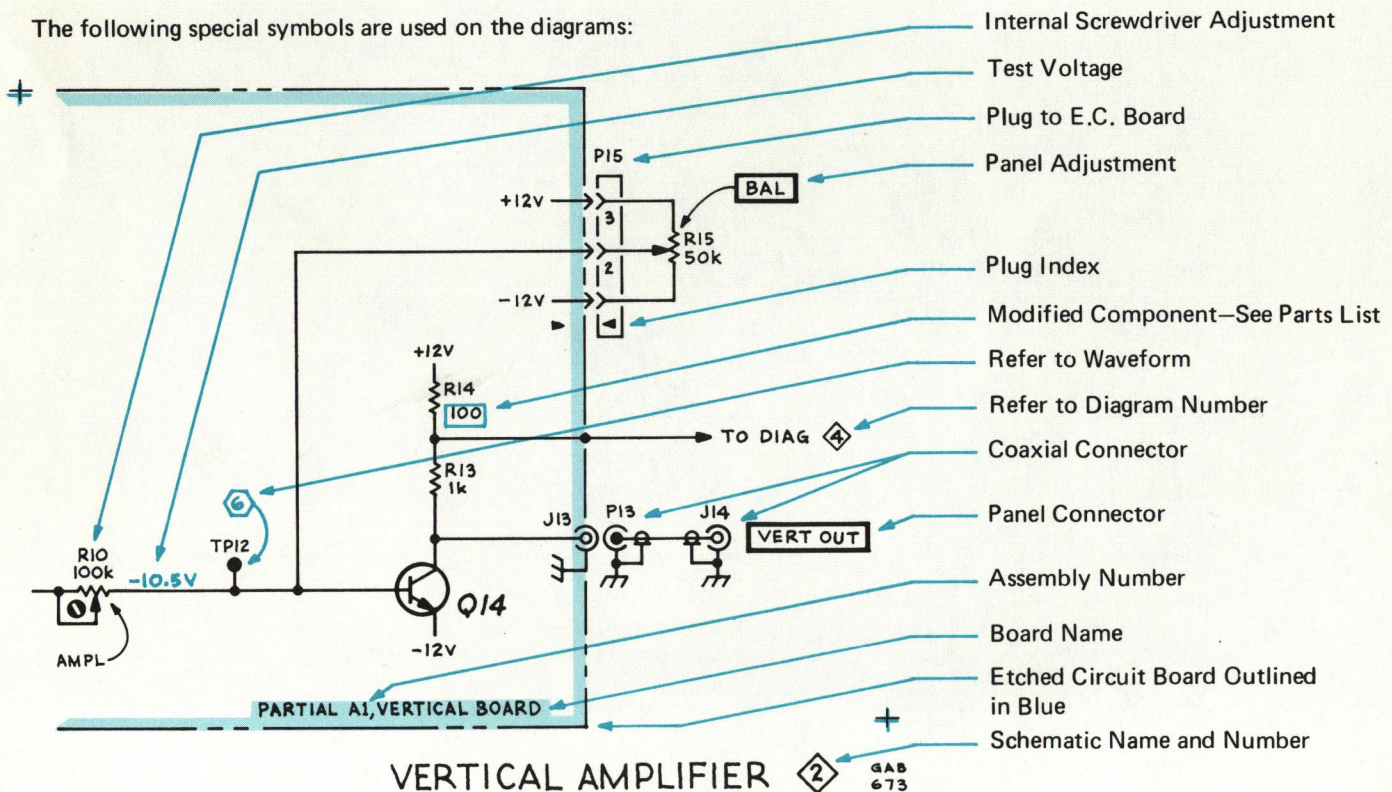 The following special symbols are used on the diagrams:
Internal Screwdriver Adjustment
Test Voltage
Plug to E.C. Board
P15
Panel Adjustment
BAL
+12V
3
R15
50k
2
Plug Index
-12V
Modified Component—See Parts List
+12V
Refer to Waveform
R14
100
Refer to Diagram Number
TO DIAG 4
Coaxial Connector
R13
1k
6
J13
P13
J14
VERT OUT
Panel Connector
R10
100k
-10.5V
TP12
Assembly Number
Q14
AMPL
-12V
Board Name
Etched Circuit Board Outlined
in Blue
PARTIAL A1, VERTICAL BOARD
Schematic Name and Number
VERTICAL AMPLIFIER 2
GAB
673